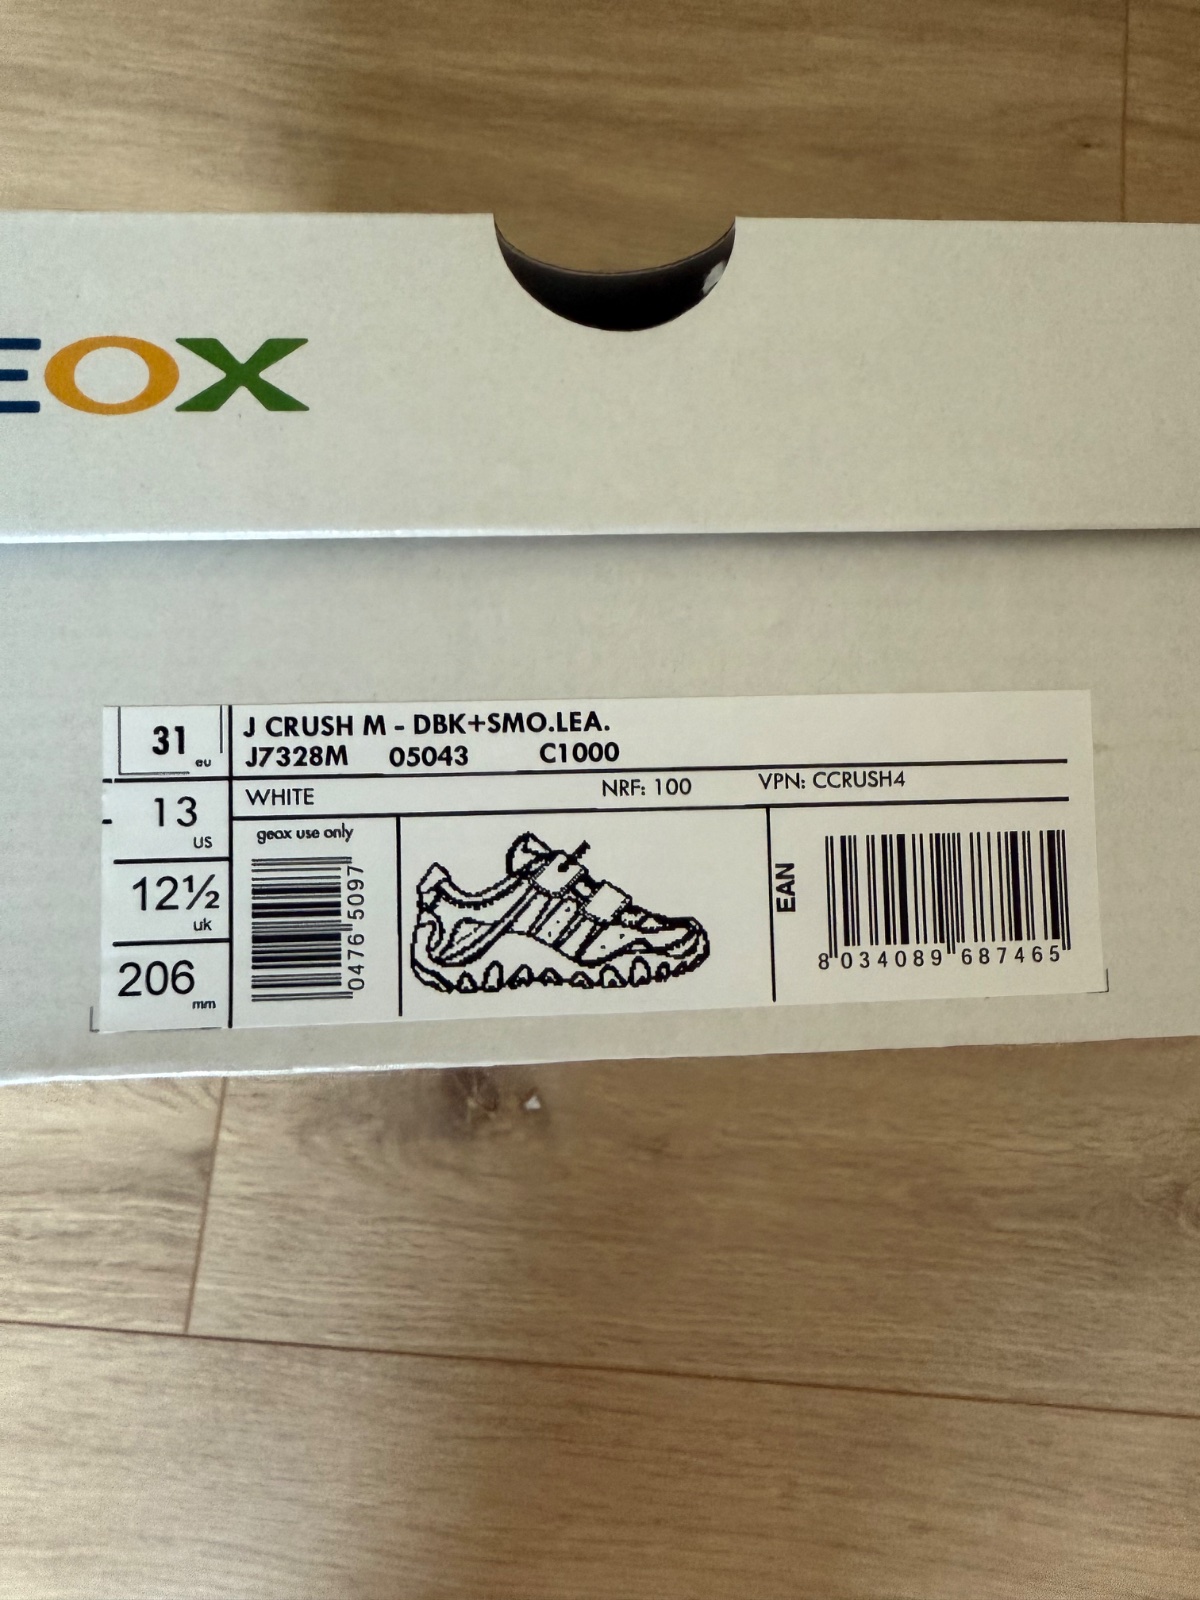 EOX
31 eu
J CRUSH M - DBK+SMO.LEA.
J7328M 05043 C1000
13 US
WHITE NRF: 100 VPN: CCRUSH4
12½ uk
206 mm
geox use only
0476 5097
EAN
8 034089 687465